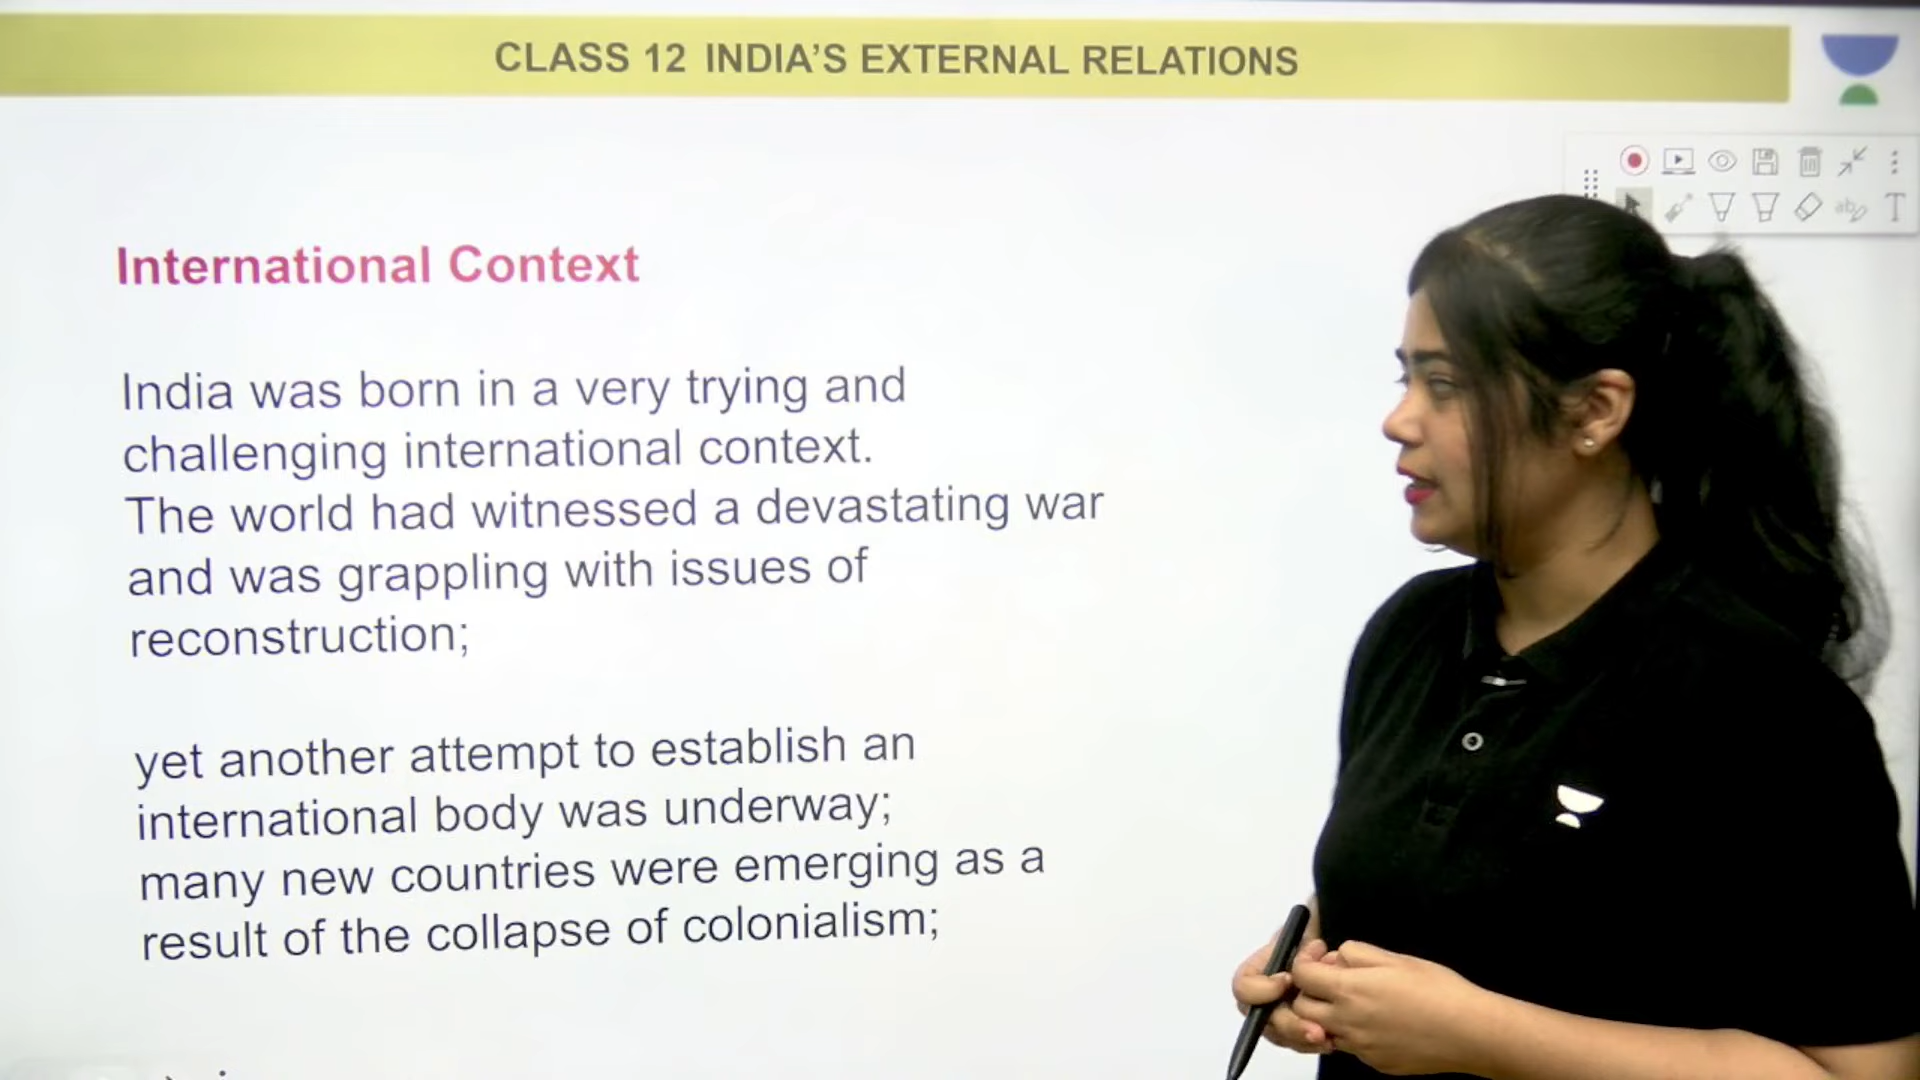 CLASS 12 INDIA'S EXTERNAL RELATIONS
International Context
India was born in a very trying and
challenging international context.
The world had witnessed a devastating war
and was grappling with issues of
reconstruction;
yet another attempt to establish an
international body was underway;
many new countries were emerging as a
result of the collapse of colonialism;